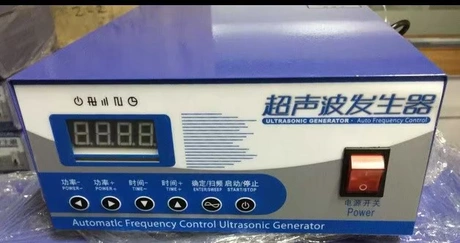 超声波发生器
ULTRASONIC GENERATOR - Auto Frequency Control
功率- 功率+ 时间- 时间+ 确定/扫频 启动/停止
POWER- POWER+ TIME- TIME+ ENTER/SWEEP START/STOP
电源开关
Power
Automatic Frequency Control Ultrasonic Generator